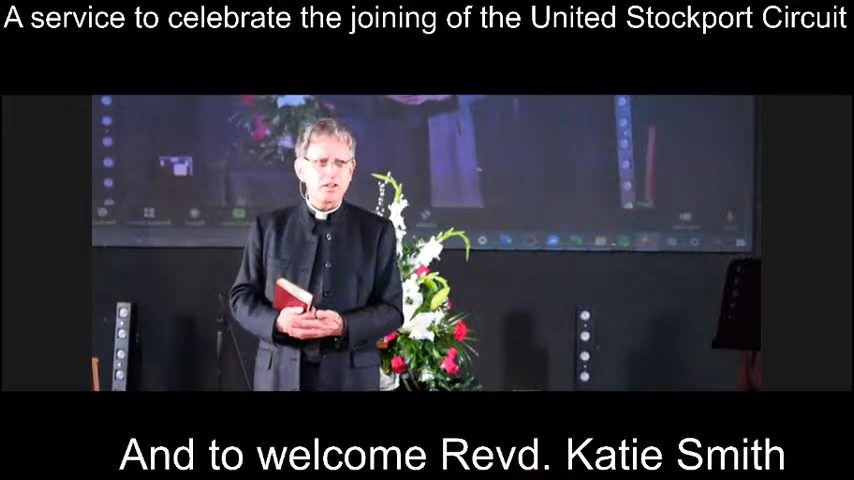 A service to celebrate the joining of the United Stockport Circuit
And to welcome Revd. Katie Smith